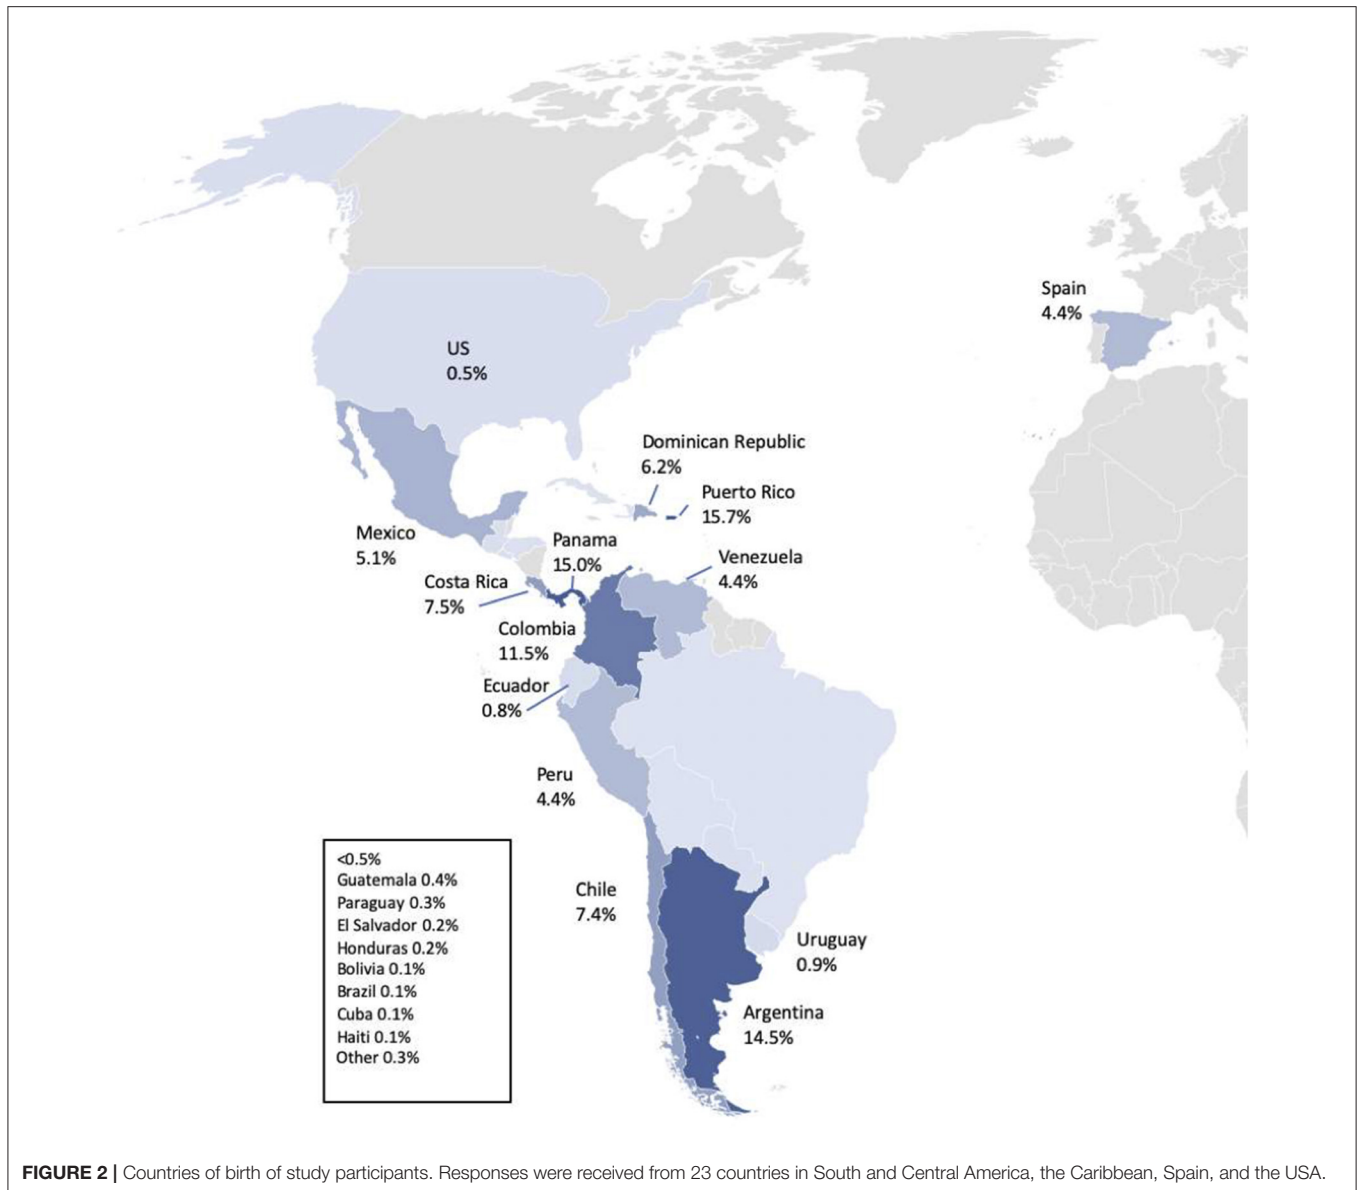 Spain
4.4%
US
0.5%
Dominican Republic
6.2%
Puerto Rico
15.7%
Mexico
5.1%
Panama
15.0%
Venezuela
4.4%
Costa Rica
7.5%
Colombia
11.5%
Ecuador
0.8%
Peru
4.4%
<0.5%
Guatemala 0.4%
Paraguay 0.3%
El Salvador 0.2%
Honduras 0.2%
Bolivia 0.1%
Brazil 0.1%
Cuba 0.1%
Haiti 0.1%
Other 0.3%
Chile
7.4%
Uruguay
0.9%
Argentina
14.5%
FIGURE 2 | Countries of birth of study participants. Responses were received from 23 countries in South and Central America, the Caribbean, Spain, and the USA.